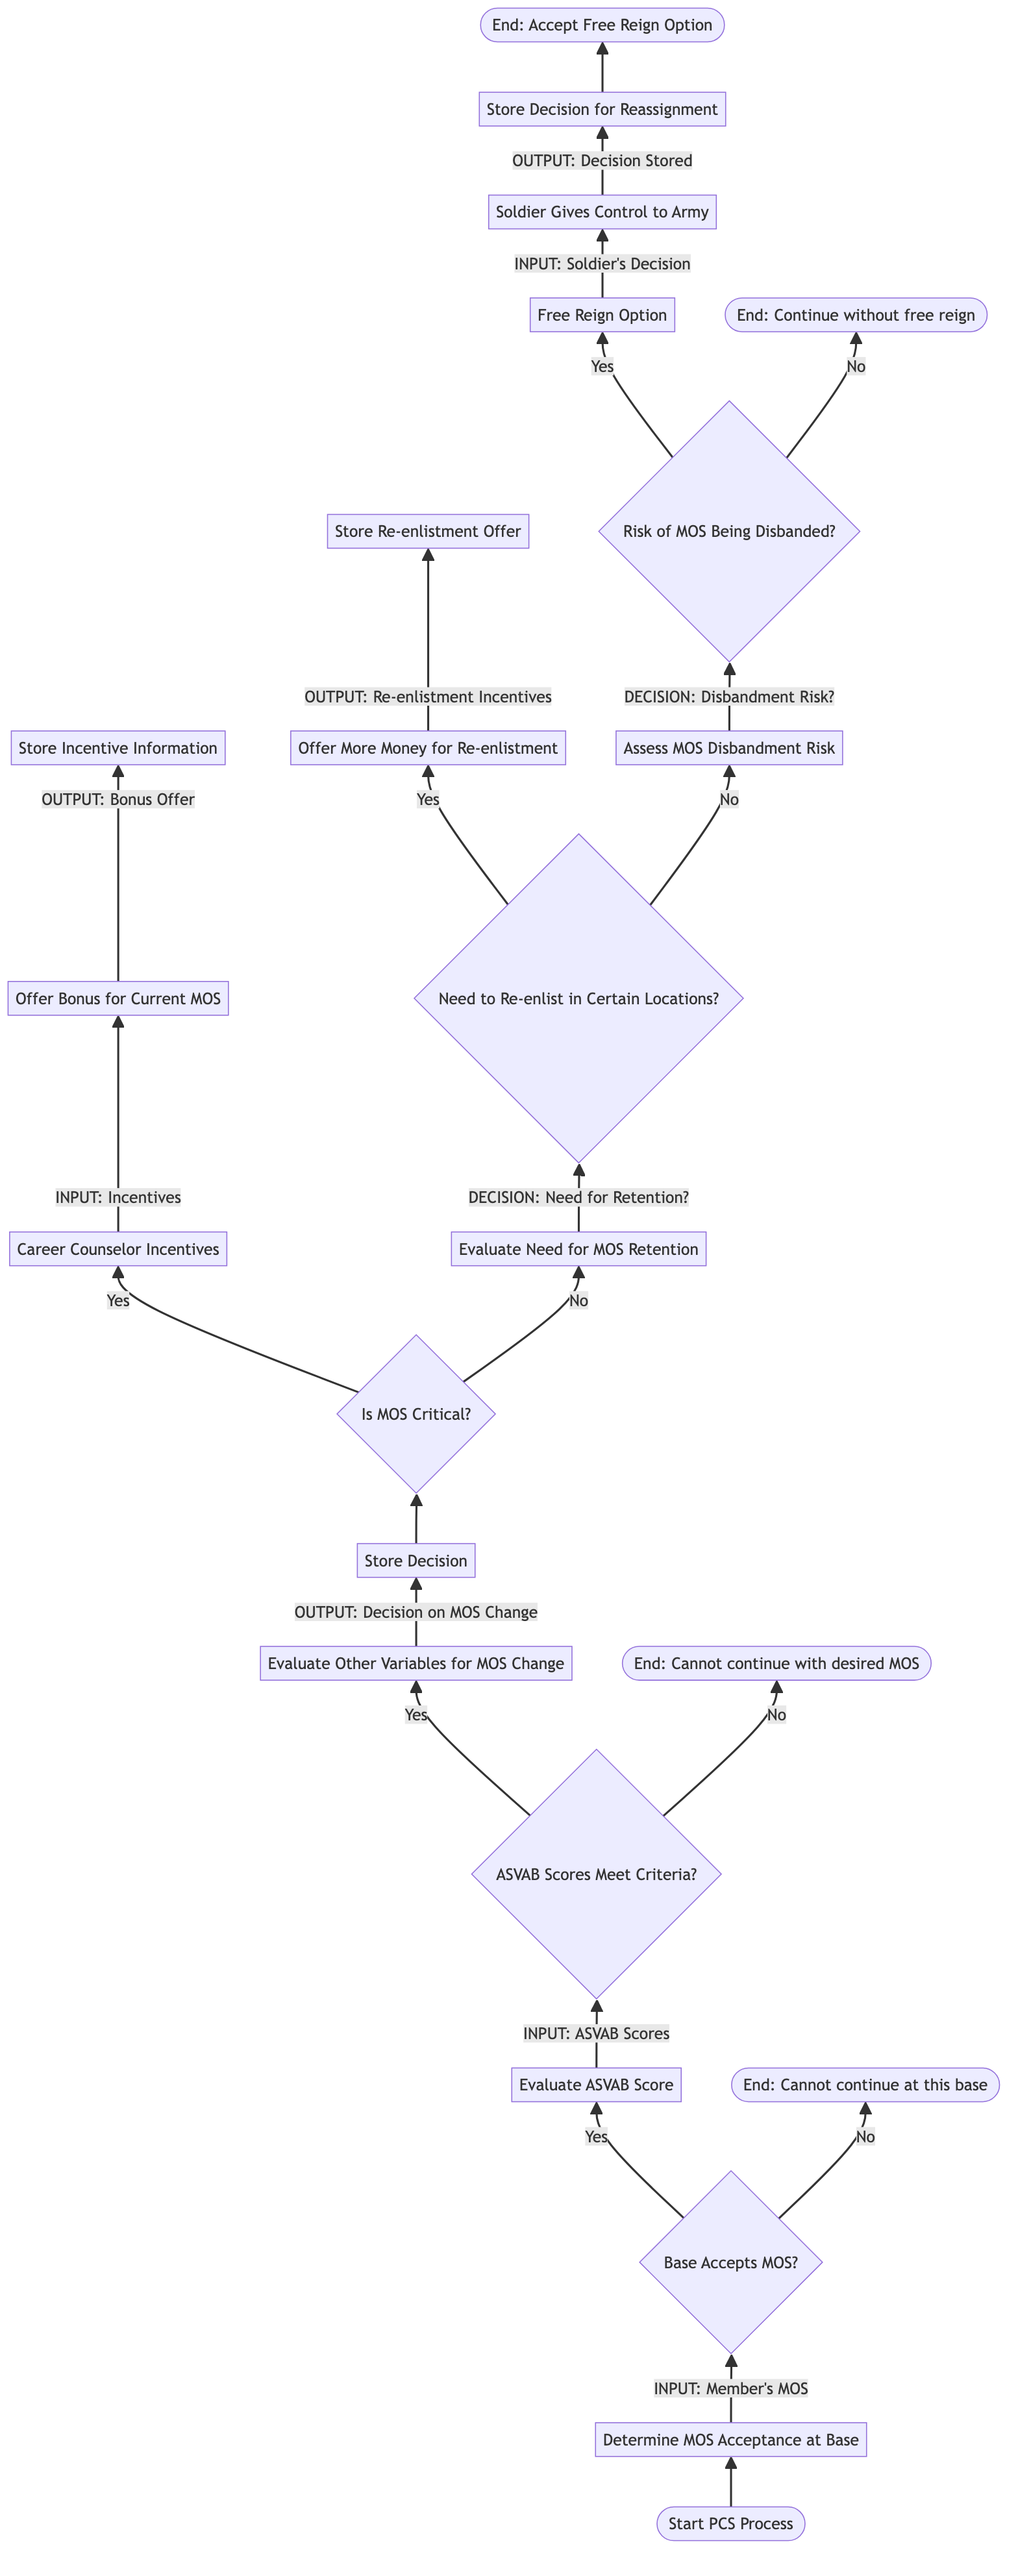 End: Accept Free Reign Option
Store Decision for Reassignment
OUTPUT: Decision Stored
Soldier Gives Control to Army
INPUT: Soldier's Decision
Free Reign Option
End: Continue without free reign
Yes
No
Risk of MOS Being Disbanded?
Store Re-enlistment Offer
OUTPUT: Re-enlistment Incentives
DECISION: Disbandment Risk?
Store Incentive Information
Offer More Money for Re-enlistment
Assess MOS Disbandment Risk
OUTPUT: Bonus Offer
Yes
No
Offer Bonus for Current MOS
Need to Re-enlist in Certain Locations?
INPUT: Incentives
DECISION: Need for Retention?
Career Counselor Incentives
Evaluate Need for MOS Retention
Yes
No
Is MOS Critical?
Store Decision
OUTPUT: Decision on MOS Change
Evaluate Other Variables for MOS Change
End: Cannot continue with desired MOS
Yes
No
ASVAB Scores Meet Criteria?
INPUT: ASVAB Scores
Evaluate ASVAB Score
End: Cannot continue at this base
Yes
No
Base Accepts MOS?
INPUT: Member's MOS
Determine MOS Acceptance at Base
Start PCS Process